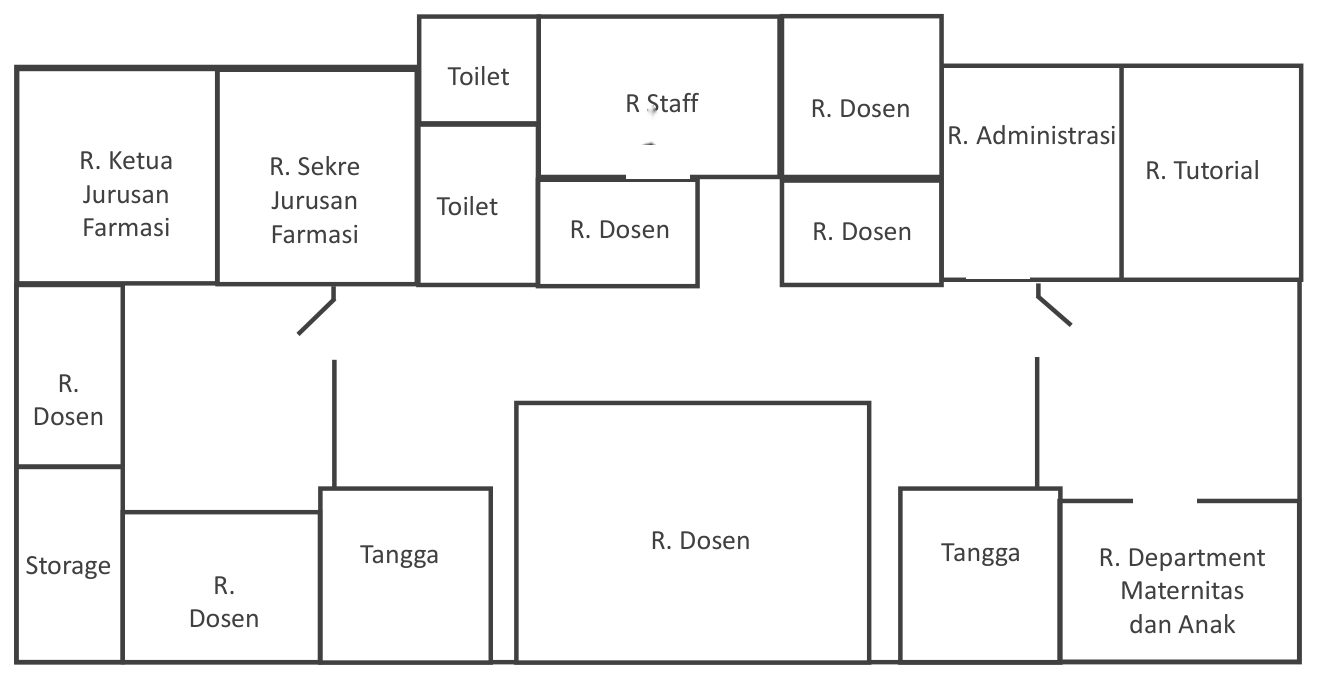 Toilet
R Staff
R. Dosen
R. Administrasi
R. Ketua
Jurusan
Farmasi
R. Sekre
Jurusan
Farmasi
R. Tutorial
Toilet
R. Dosen
R. Dosen
R.
Dosen
Storage
R.
Dosen
Tangga
R. Dosen
Tangga
R. Department
Maternitas
dan Anak